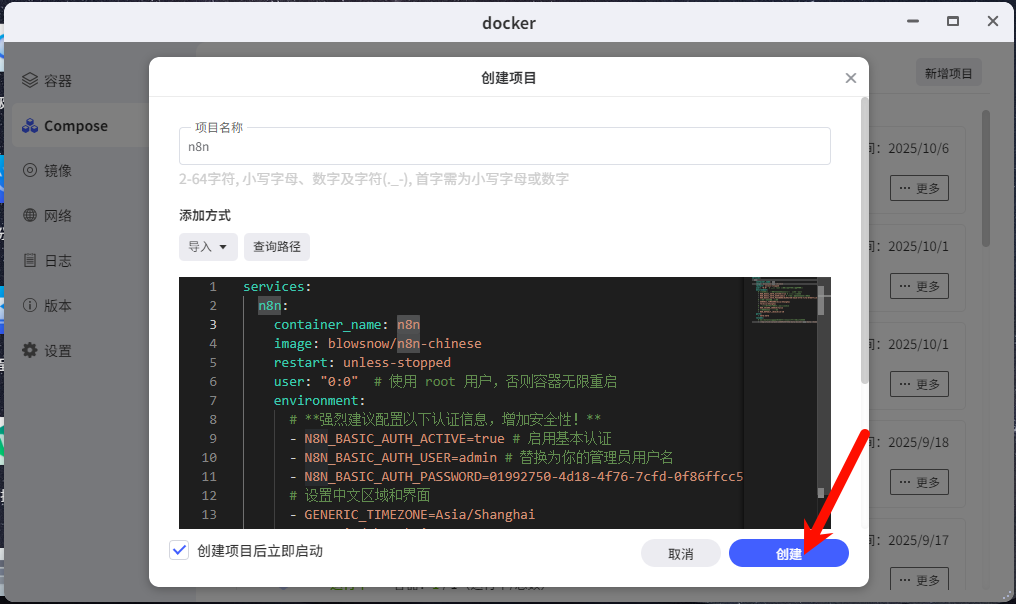 docker
容器
Compose
镜像
网络
日志
版本
设置
新增项目
创建项目
项目名称
n8n
2-64字符, 小写字母、数字及字符(._-), 首字需为小写字母或数字
添加方式
导入
查询路径
1 services:
2 n8n:
3 container_name: n8n
4 image: blowsnow/n8n-chinese
5 restart: unless-stopped
6 user: "0:0" # 使用 root 用户，否则容器无限重启
7 environment:
8 # **强烈建议配置以下认证信息，增加安全性！**
9 - N8N_BASIC_AUTH_ACTIVE=true # 启用基本认证
10 - N8N_BASIC_AUTH_USER=admin # 替换为你的管理员用户名
11 - N8N_BASIC_AUTH_PASSWORD=01992750-4d18-4f76-7cfd-0f86ffcc5
12 # 设置中文区域和界面
13 - GENERIC_TIMEZONE=Asia/Shanghai
创建项目后立即启动
取消
创建
间：2025/10/6
··· 更多
间：2025/10/1
··· 更多
间：2025/10/1
··· 更多
间：2025/9/18
··· 更多
间：2025/9/17
··· 更多